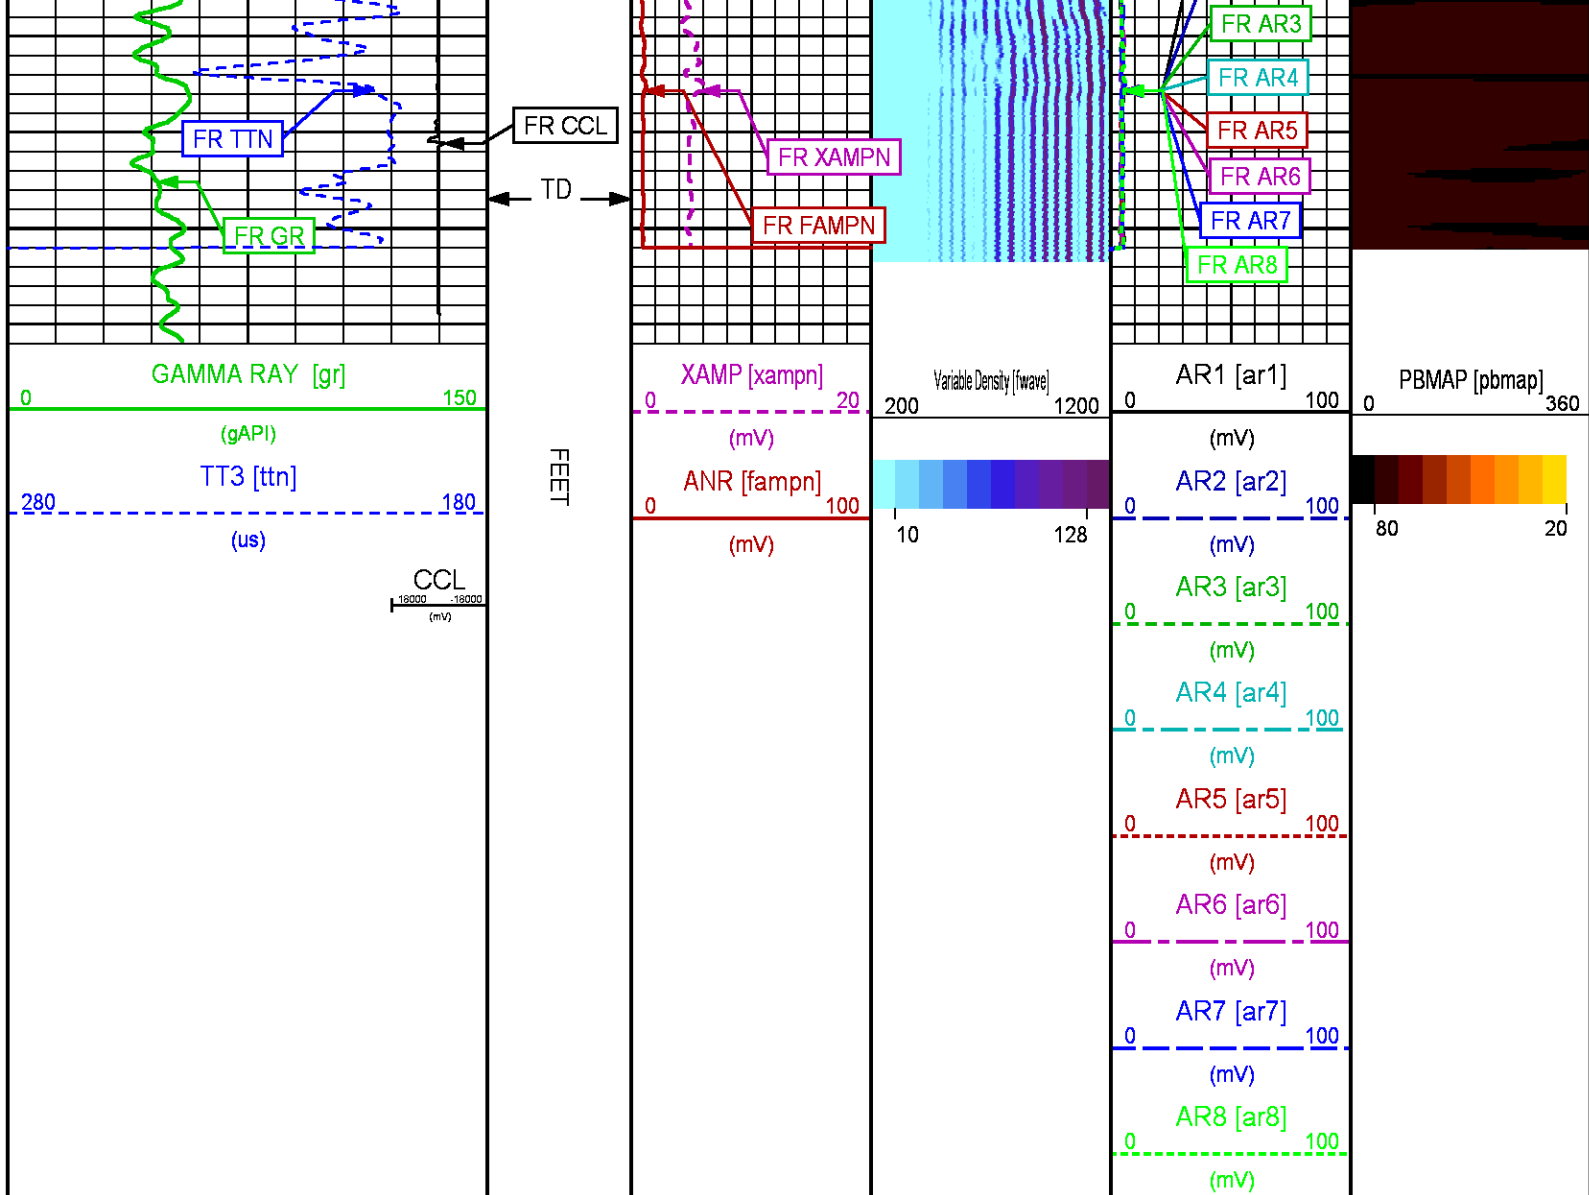 FR AR3
FR AR4
FR CCL
FR TTN
FR AR5
FR XAMPN
FR AR6
TD
FR AR7
FR FAMPN
FR GR
FR AR8
GAMMA RAY [gr]
0 150
(gAPI)
TT3 [ttn]
280 180
(us)
CCL
16000 -16000
(mV)
FEET
XAMP [xampn]
0 20
(mV)
ANR [fampn]
0 100
(mV)
Variable Density [fwave]
200 1200
10 128
AR1 [ar1]
0 100
(mV)
AR2 [ar2]
0 100
(mV)
AR3 [ar3]
0 100
(mV)
AR4 [ar4]
0 100
(mV)
AR5 [ar5]
0 100
(mV)
AR6 [ar6]
0 100
(mV)
AR7 [ar7]
0 100
(mV)
AR8 [ar8]
0 100
(mV)
PBMAP [pbmap]
0 360
80 20